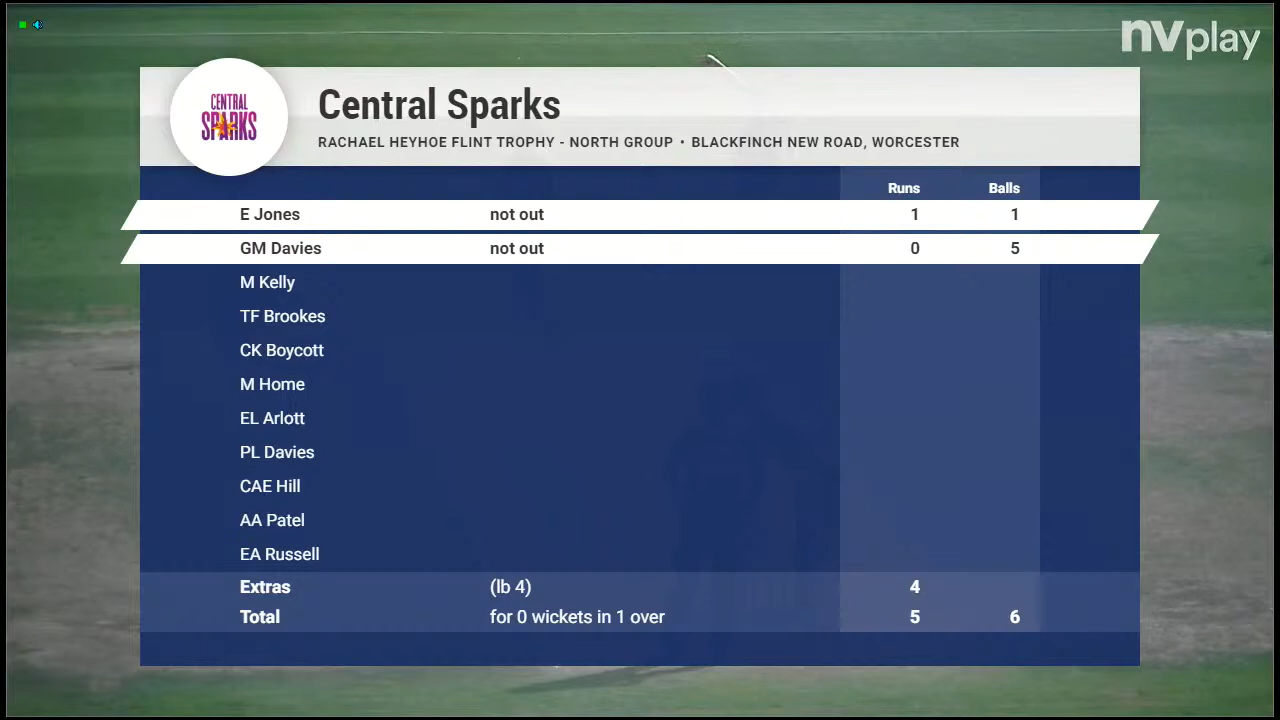 nvplay
CENTRAL
SPARKS
Central Sparks
RACHAEL HEYHOE FLINT TROPHY - NORTH GROUP • BLACKFINCH NEW ROAD, WORCESTER
Runs Balls
E Jones not out 1 1
GM Davies not out 0 5
M Kelly
TF Brookes
CK Boycott
M Home
EL Arlott
PL Davies
CAE Hill
AA Patel
EA Russell
Extras (lb 4) 4
Total for 0 wickets in 1 over 5 6